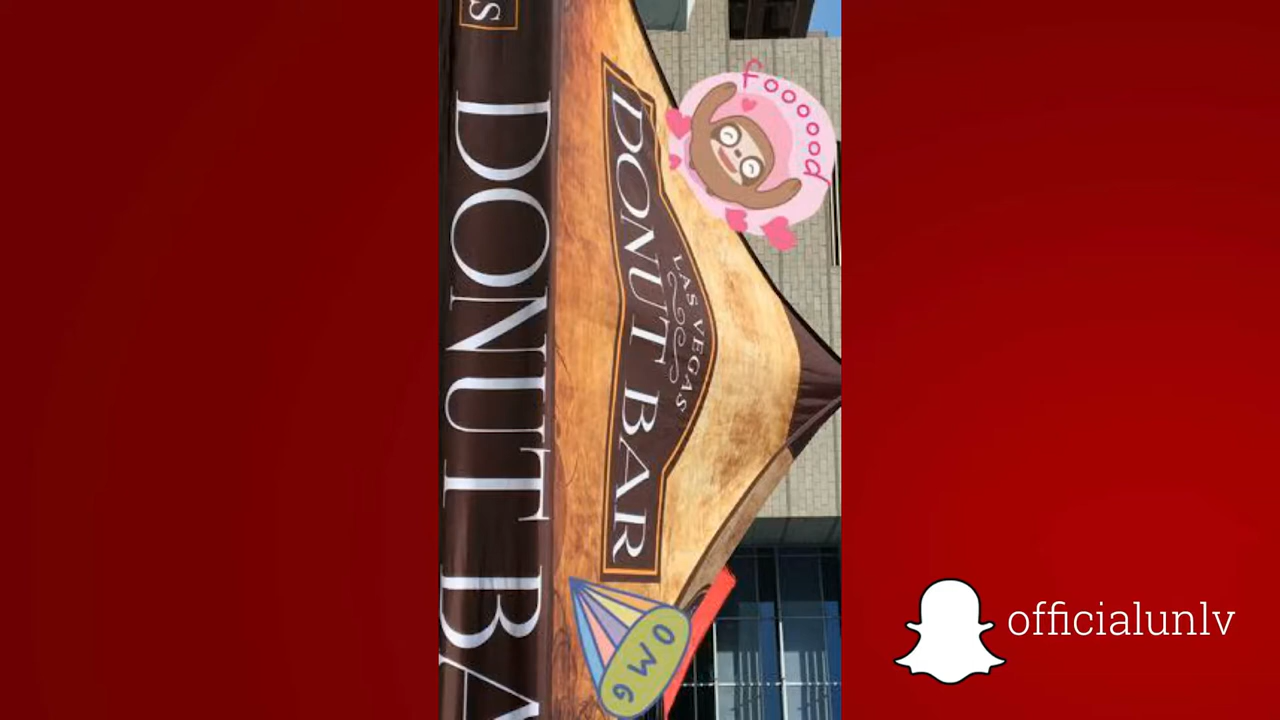 foooood
LAS VEGAS
DONUT BAR
DONUT BA
OMG
officialunlv